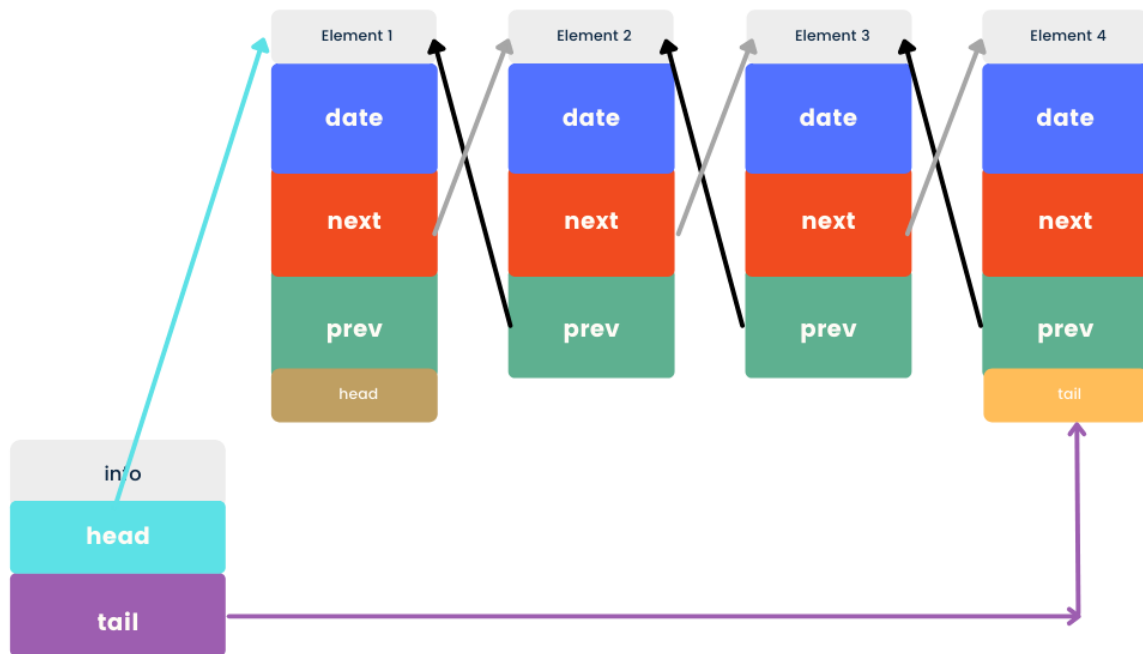 Element 1
Element 2
Element 3
Element 4
date
date
date
date
next
next
next
next
prev
prev
prev
prev
head
tail
info
head
tail